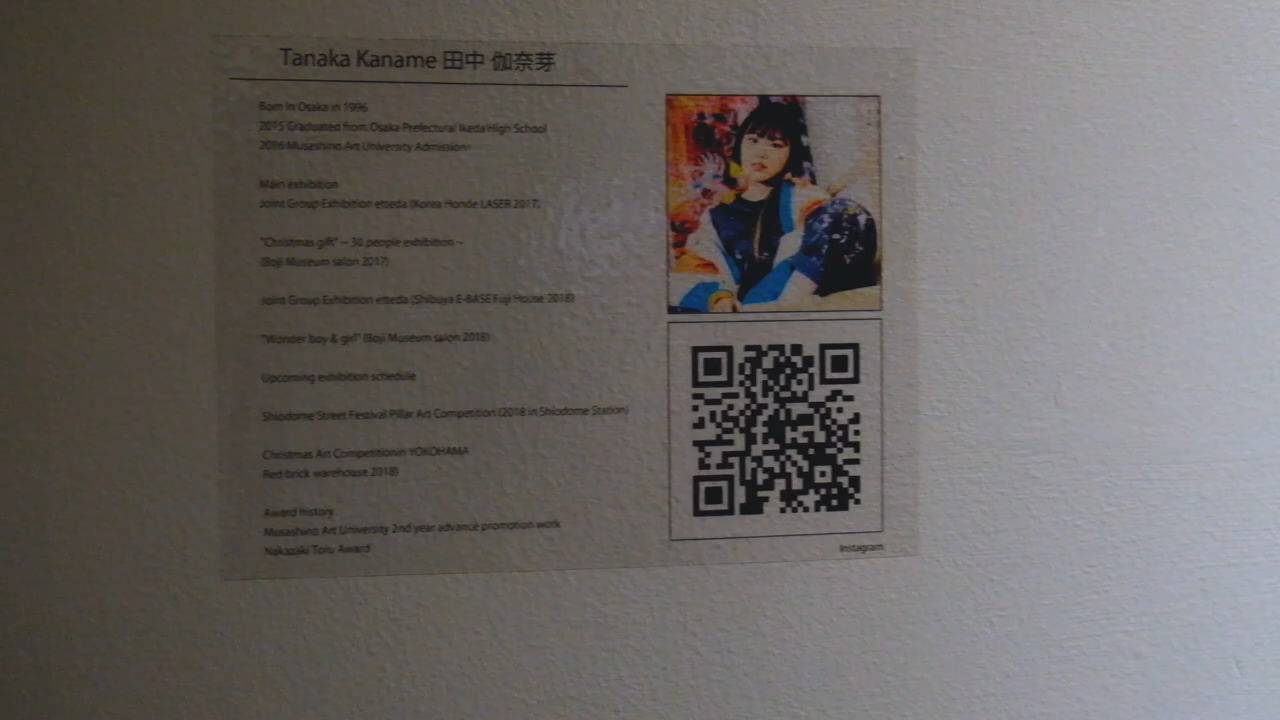 Tanaka Kaname 田中 伽奈芽
Born in Osaka in 1996
2015 Graduated from Osaka Prefectural Ikeda High School
2016 Musashino Art University Admission
Main exhibition
Joint Group Exhibition etteda (Korea Honde LASER 2017)
"Christmas gift" ~ 30 people exhibition ~
(Boji Museum salon 2017)
Joint Group Exhibition etteda (Shibuya E-BASE Fuji House 2018)
"Wonder boy & girl" (Boji Museum salon 2018)
Upcoming exhibition schedule
Shiodome Street Festival Pillar Art Competition (2018 in Shiodome Station)
Christmas Art Competitionin YOKOHAMA
Red brick warehouse 2018)
Award history
Musashino Art University 2nd year advance promotion work
Nakazaki Toru Award
Instagram